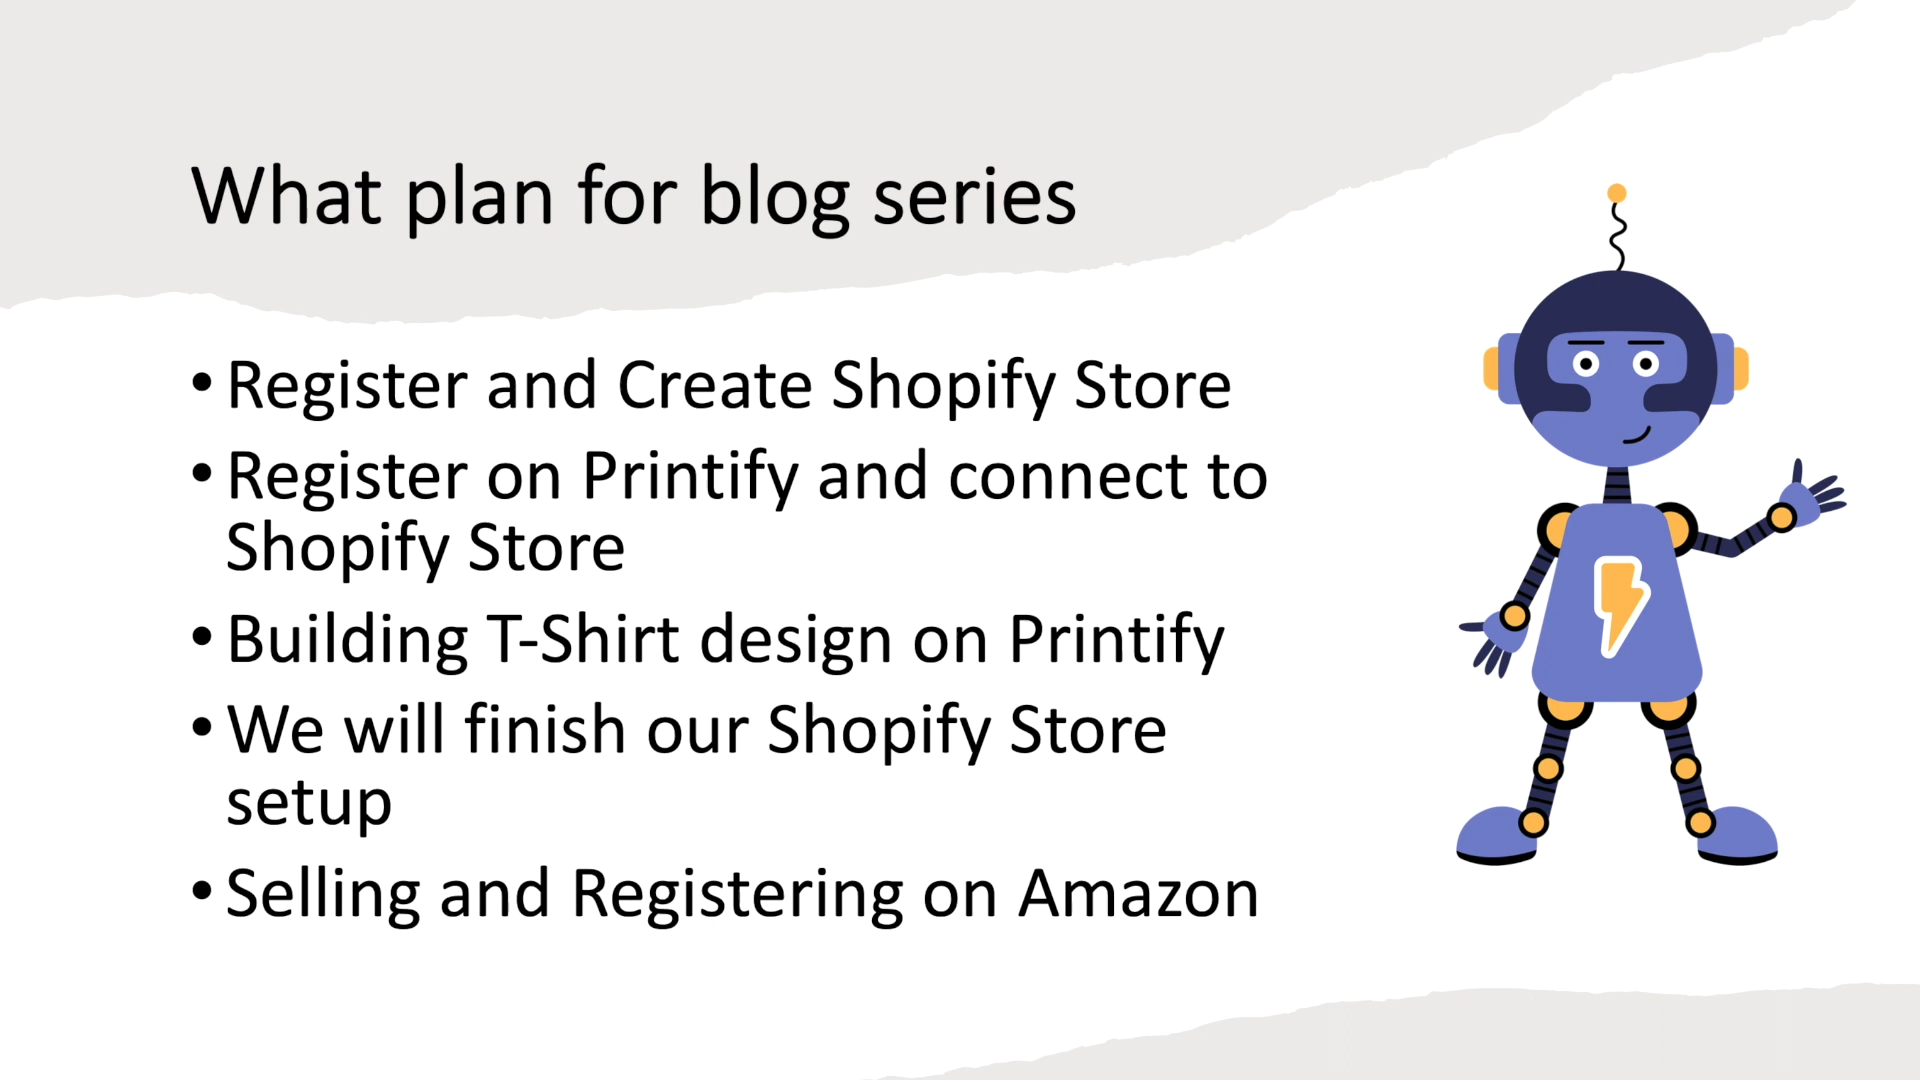 What plan for blog series
• Register and Create Shopify Store
• Register on Printify and connect to
Shopify Store
• Building T-Shirt design on Printify
• We will finish our Shopify Store
setup
• Selling and Registering on Amazon